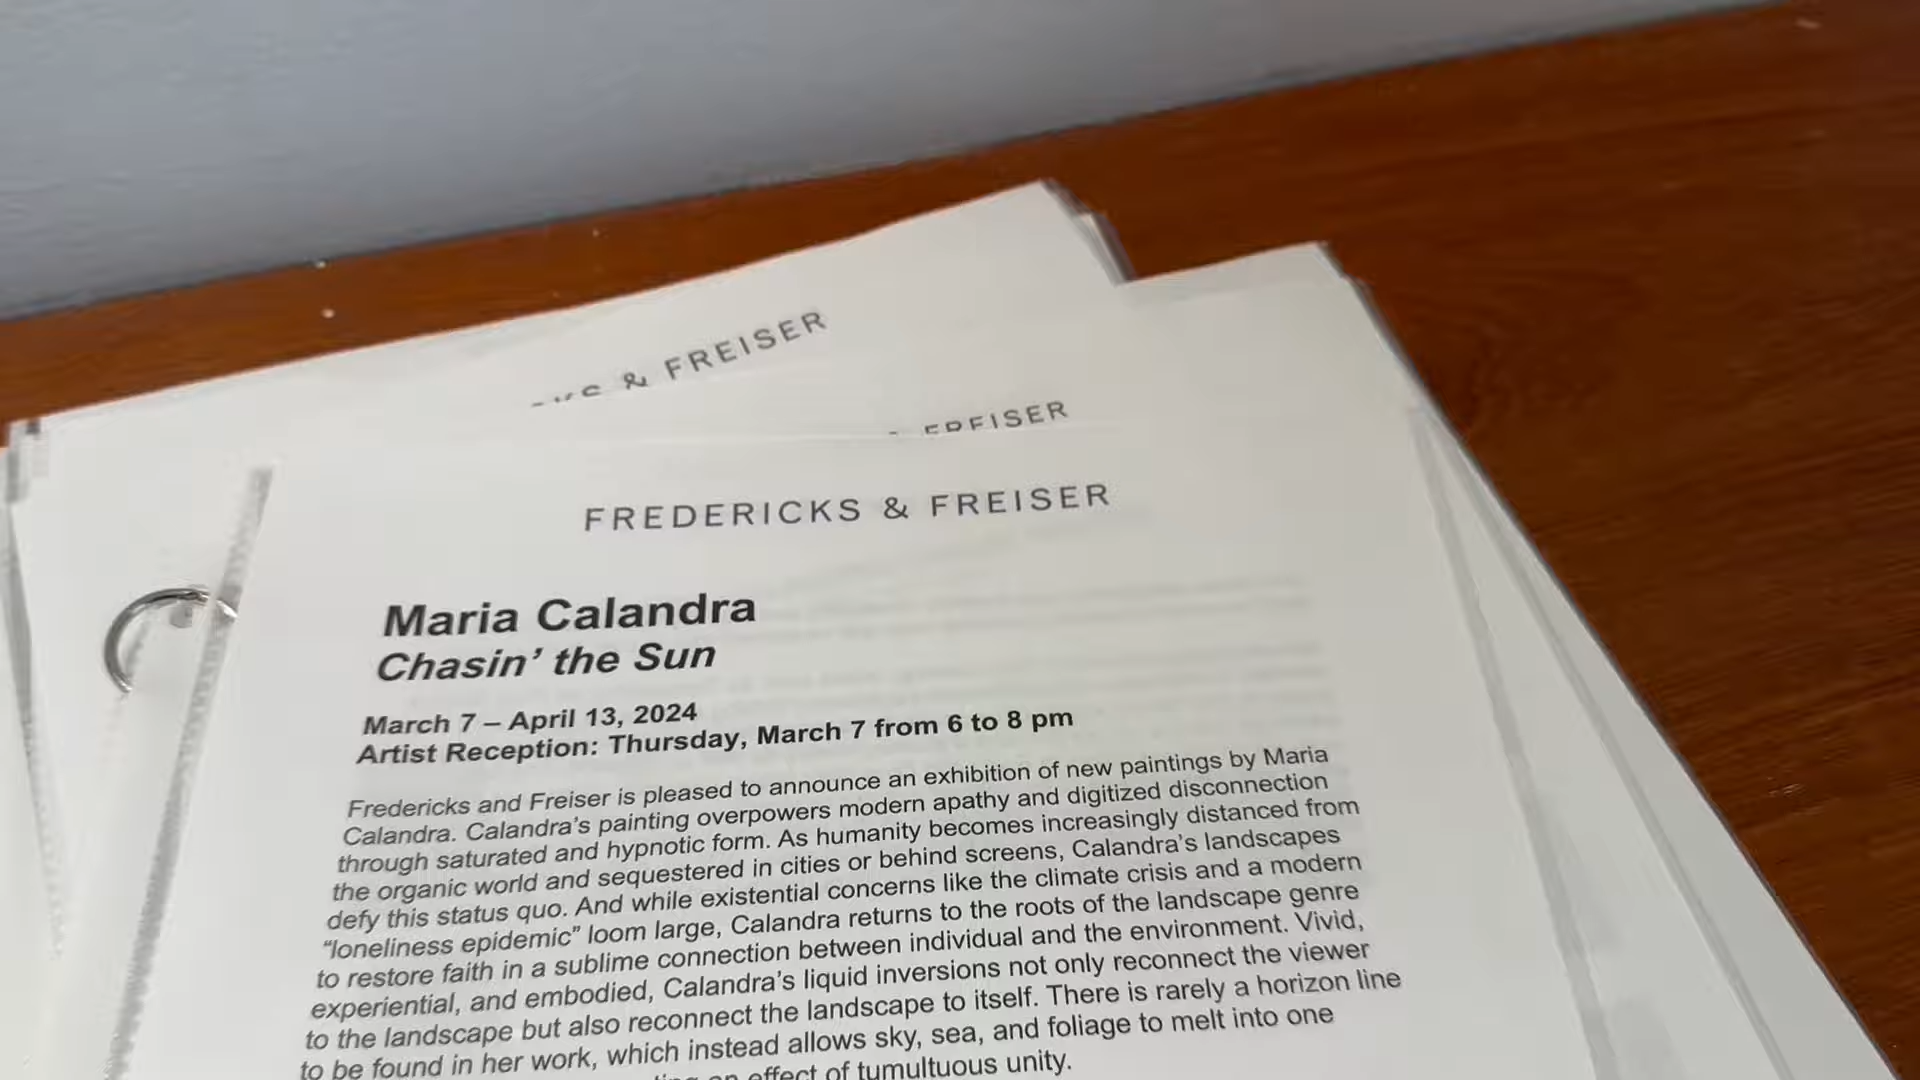 & FREISER
FREISER
FREDERICKS & FREISER
Maria Calandra
Chasin’ the Sun
March 7 – April 13, 2024
Artist Reception: Thursday, March 7 from 6 to 8 pm
Fredericks and Freiser is pleased to announce an exhibition of new paintings by Maria
Calandra. Calandra’s painting overpowers modern apathy and digitized disconnection
through saturated and hypnotic form. As humanity becomes increasingly distanced from
the organic world and sequestered in cities or behind screens, Calandra’s landscapes
defy this status quo. And while existential concerns like the climate crisis and a modern
“loneliness epidemic” loom large, Calandra returns to the roots of the landscape genre
to restore faith in a sublime connection between individual and the environment. Vivid,
experiential, and embodied, Calandra’s liquid inversions not only reconnect the viewer
to the landscape but also reconnect the landscape to itself. There is rarely a horizon line
to be found in her work, which instead allows sky, sea, and foliage to melt into one
effect of tumultuous unity.